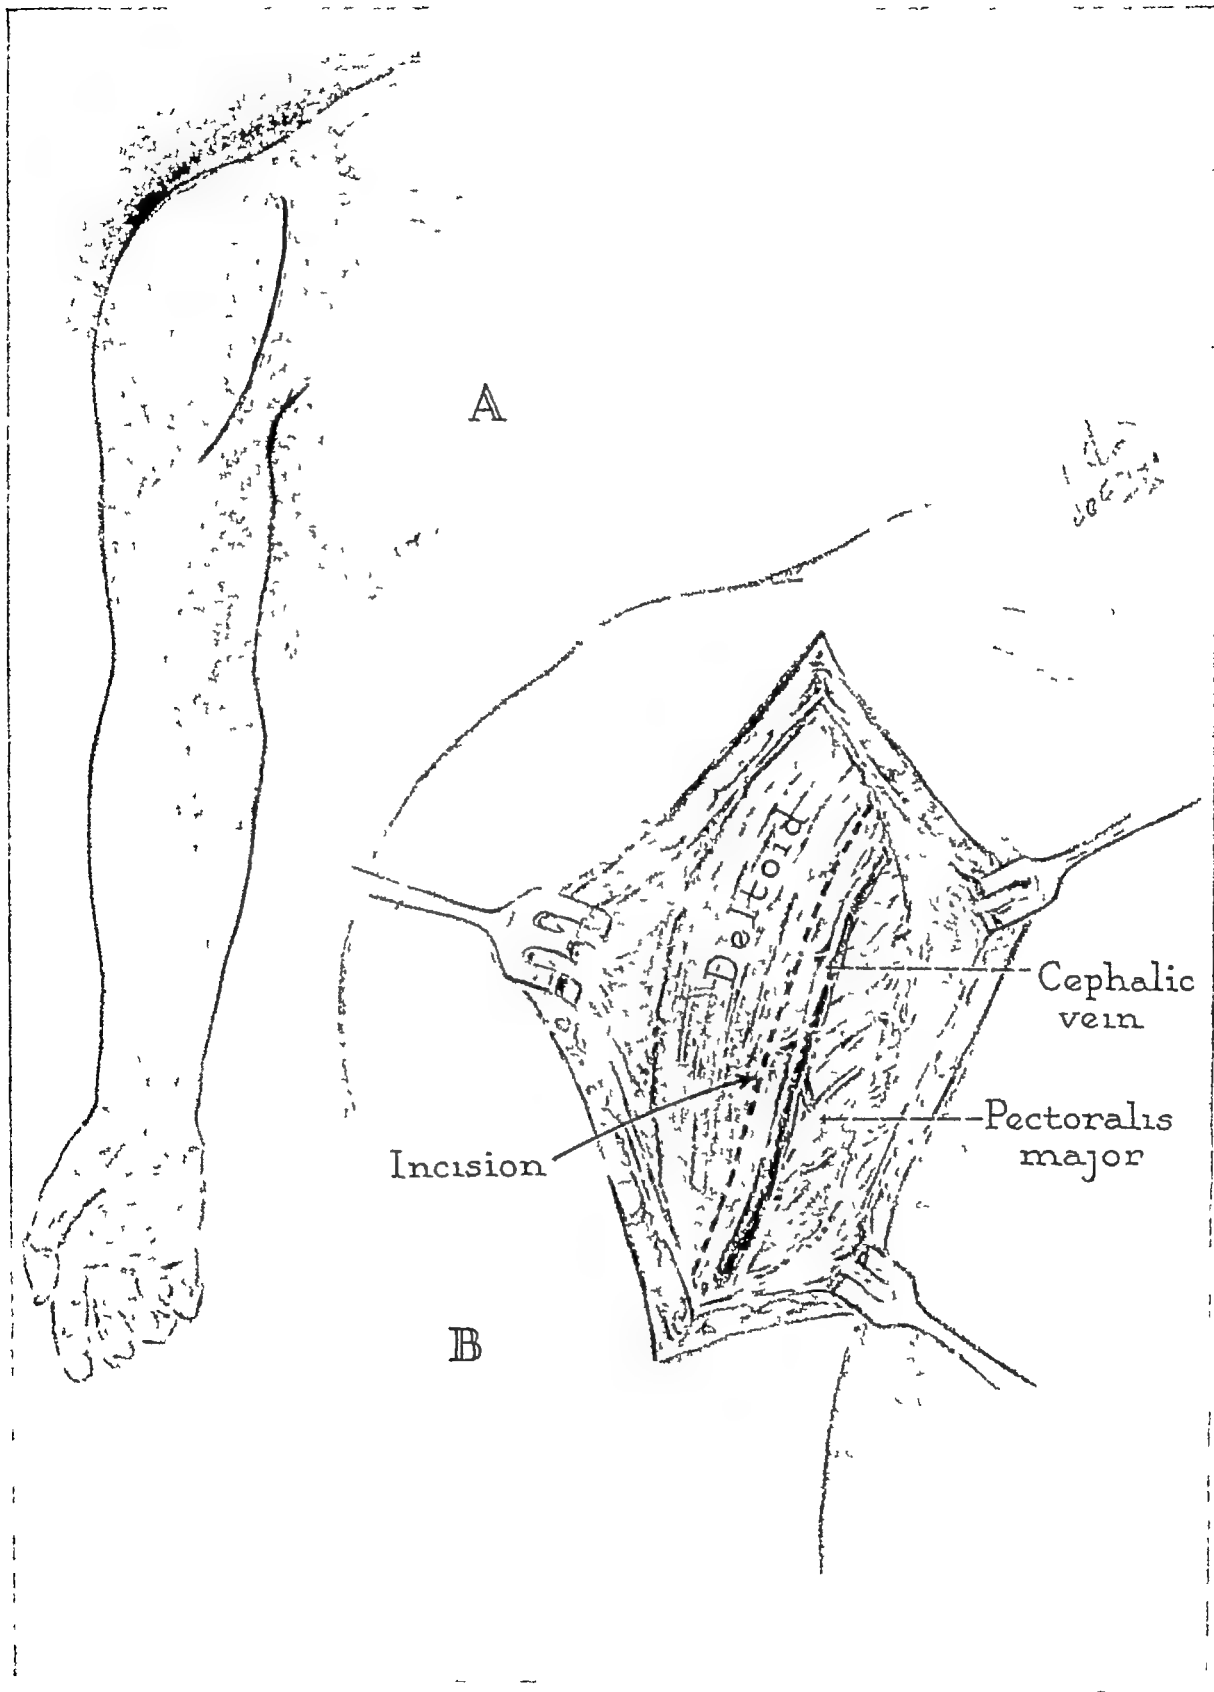 A
Deltoid
Cephalic
vein
Pectoralis
major
Incision
B